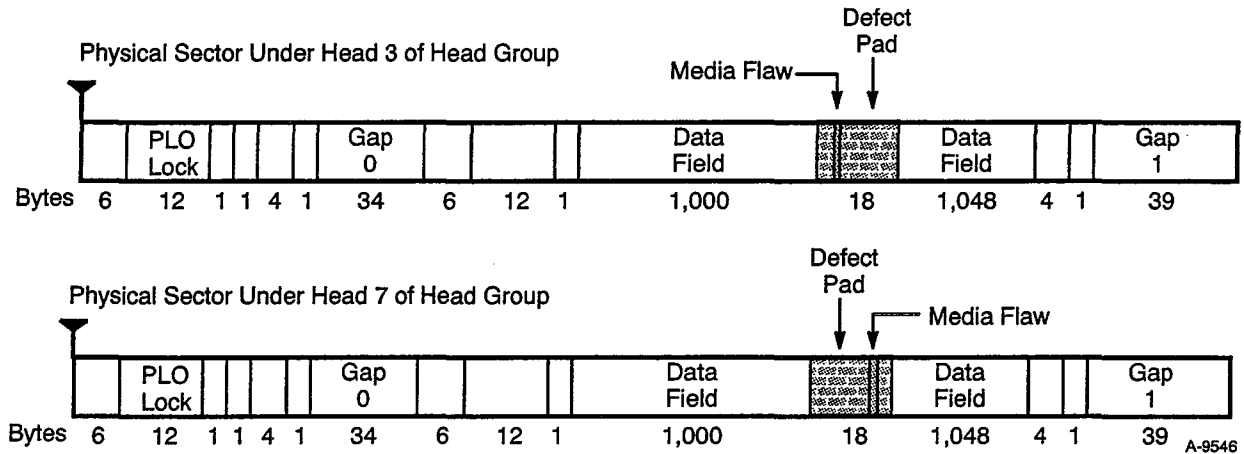 Defect
Pad
Physical Sector Under Head 3 of Head Group
Media Flaw
PLO
Lock
Gap
0
Data
Field
Data
Field
Gap
1
Bytes 6 12 1 1 4 1 34 6 12 1 1,000 18 1,048 4 1 39
Defect
Pad
Physical Sector Under Head 7 of Head Group
Media Flaw
PLO
Lock
Gap
0
Data
Field
Data
Field
Gap
1
Bytes 6 12 1 1 4 1 34 6 12 1 1,000 18 1,048 4 1 39
A-9546